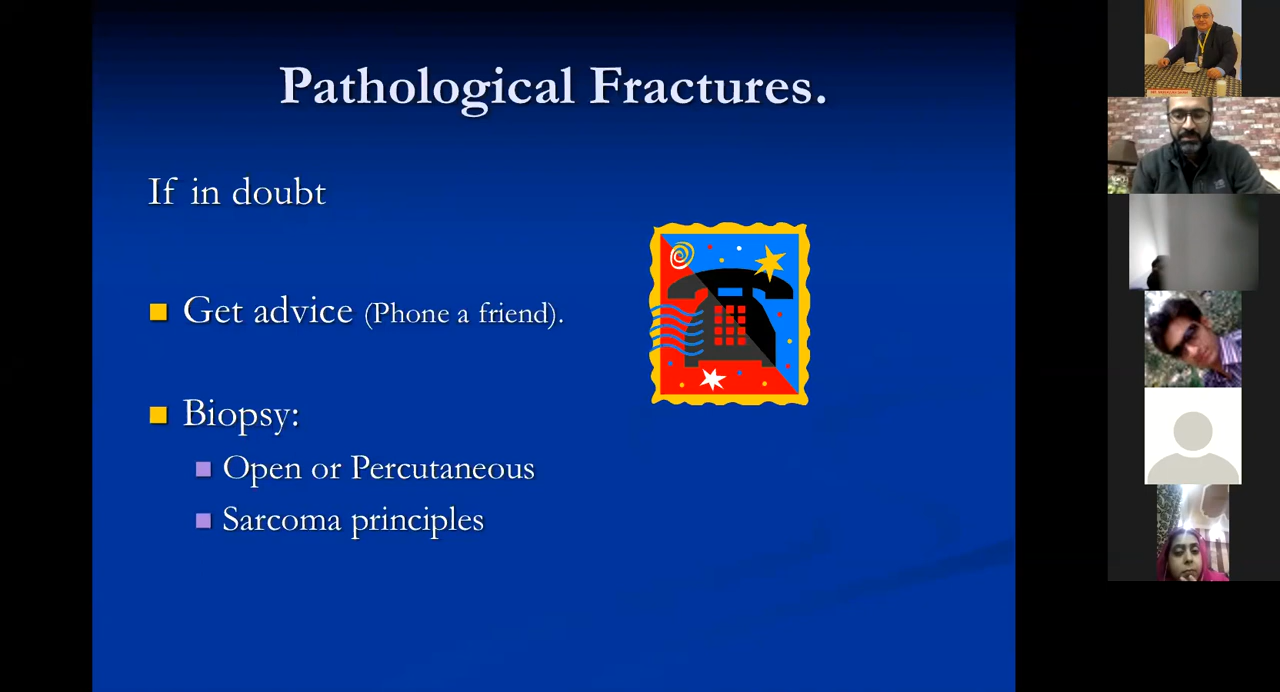 Pathological Fractures.
If in doubt
Get advice (Phone a friend).
Biopsy:
Open or Percutaneous
Sarcoma principles